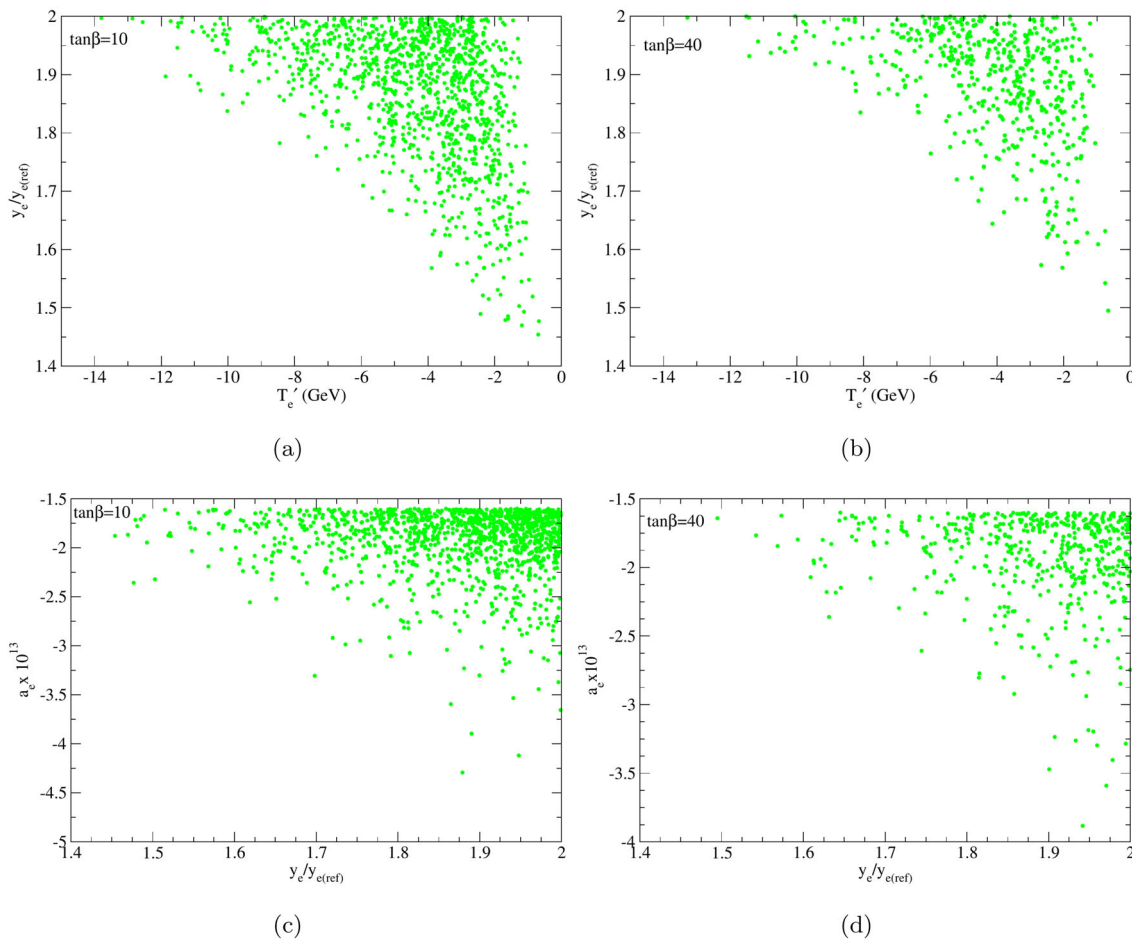 tanβ=10
2
1.9
1.8
1.7
1.6
1.5
1.4
y_e/y_e(ref)
-14 -12 -10 -8 -6 -4 -2 0
T_e′ (GeV)
(a)
tanβ=40
2
1.9
1.8
1.7
1.6
1.5
1.4
y_e/y_e(ref)
-14 -12 -10 -8 -6 -4 -2 0
T_e′ (GeV)
(b)
tanβ=10
-1.5
-2
-2.5
-3
-3.5
-4
-4.5
-5
a_e x 10^13
1.4 1.5 1.6 1.7 1.8 1.9 2
y_e/y_e(ref)
(c)
tanβ=40
-1.5
-2
-2.5
-3
-3.5
-4
a_e x10^13
1.4 1.5 1.6 1.7 1.8 1.9 2
y_e/y_e(ref)
(d)